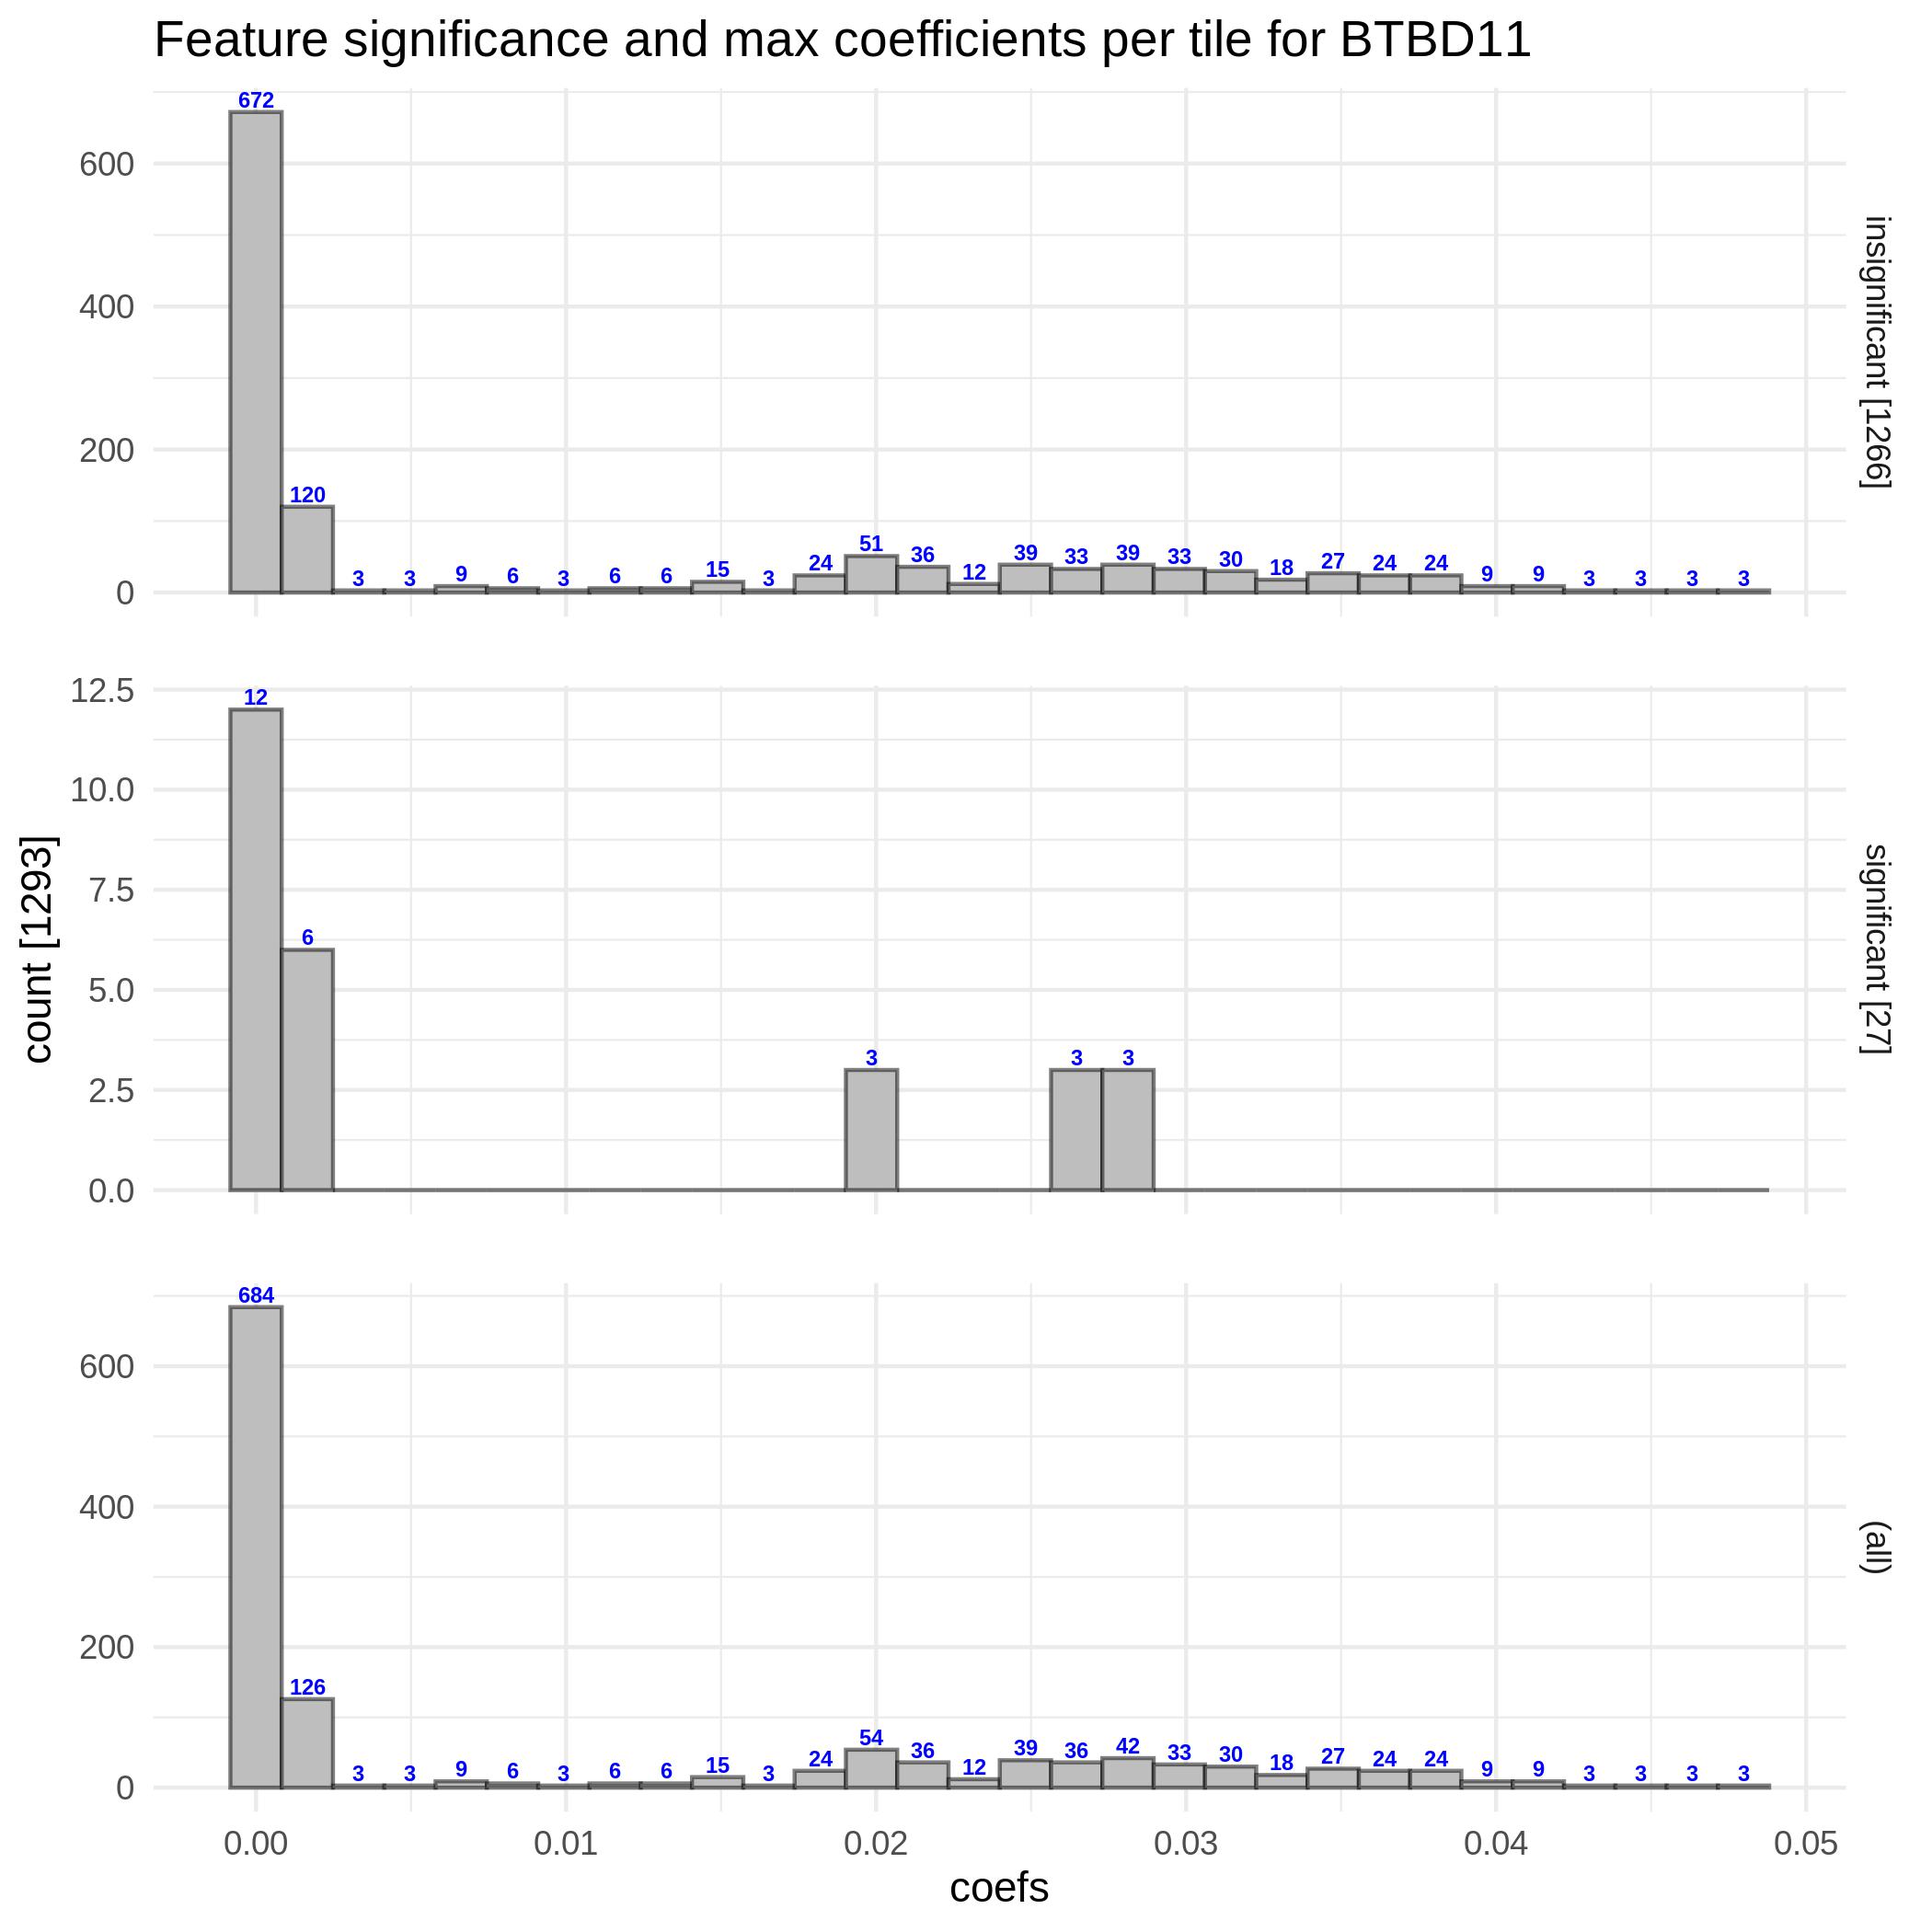 Feature significance and max coefficients per tile for BTBD11
672
600
400
200
120
3 3 9 6 3 6 6 15 3 24 51 36 12 39 33 39 33 30 18 27 24 24 9 9 3 3 3 3
0
insignificant [1266]
12.5
12
10.0
7.5
6
5.0
3 3 3
2.5
0.0
count [1293]
significant [27]
684
600
400
200
126
3 3 9 6 3 6 6 15 3 24 54 36 12 39 36 42 33 30 18 27 24 24 9 9 3 3 3 3
0
(all)
0.00 0.01 0.02 0.03 0.04 0.05
coefs